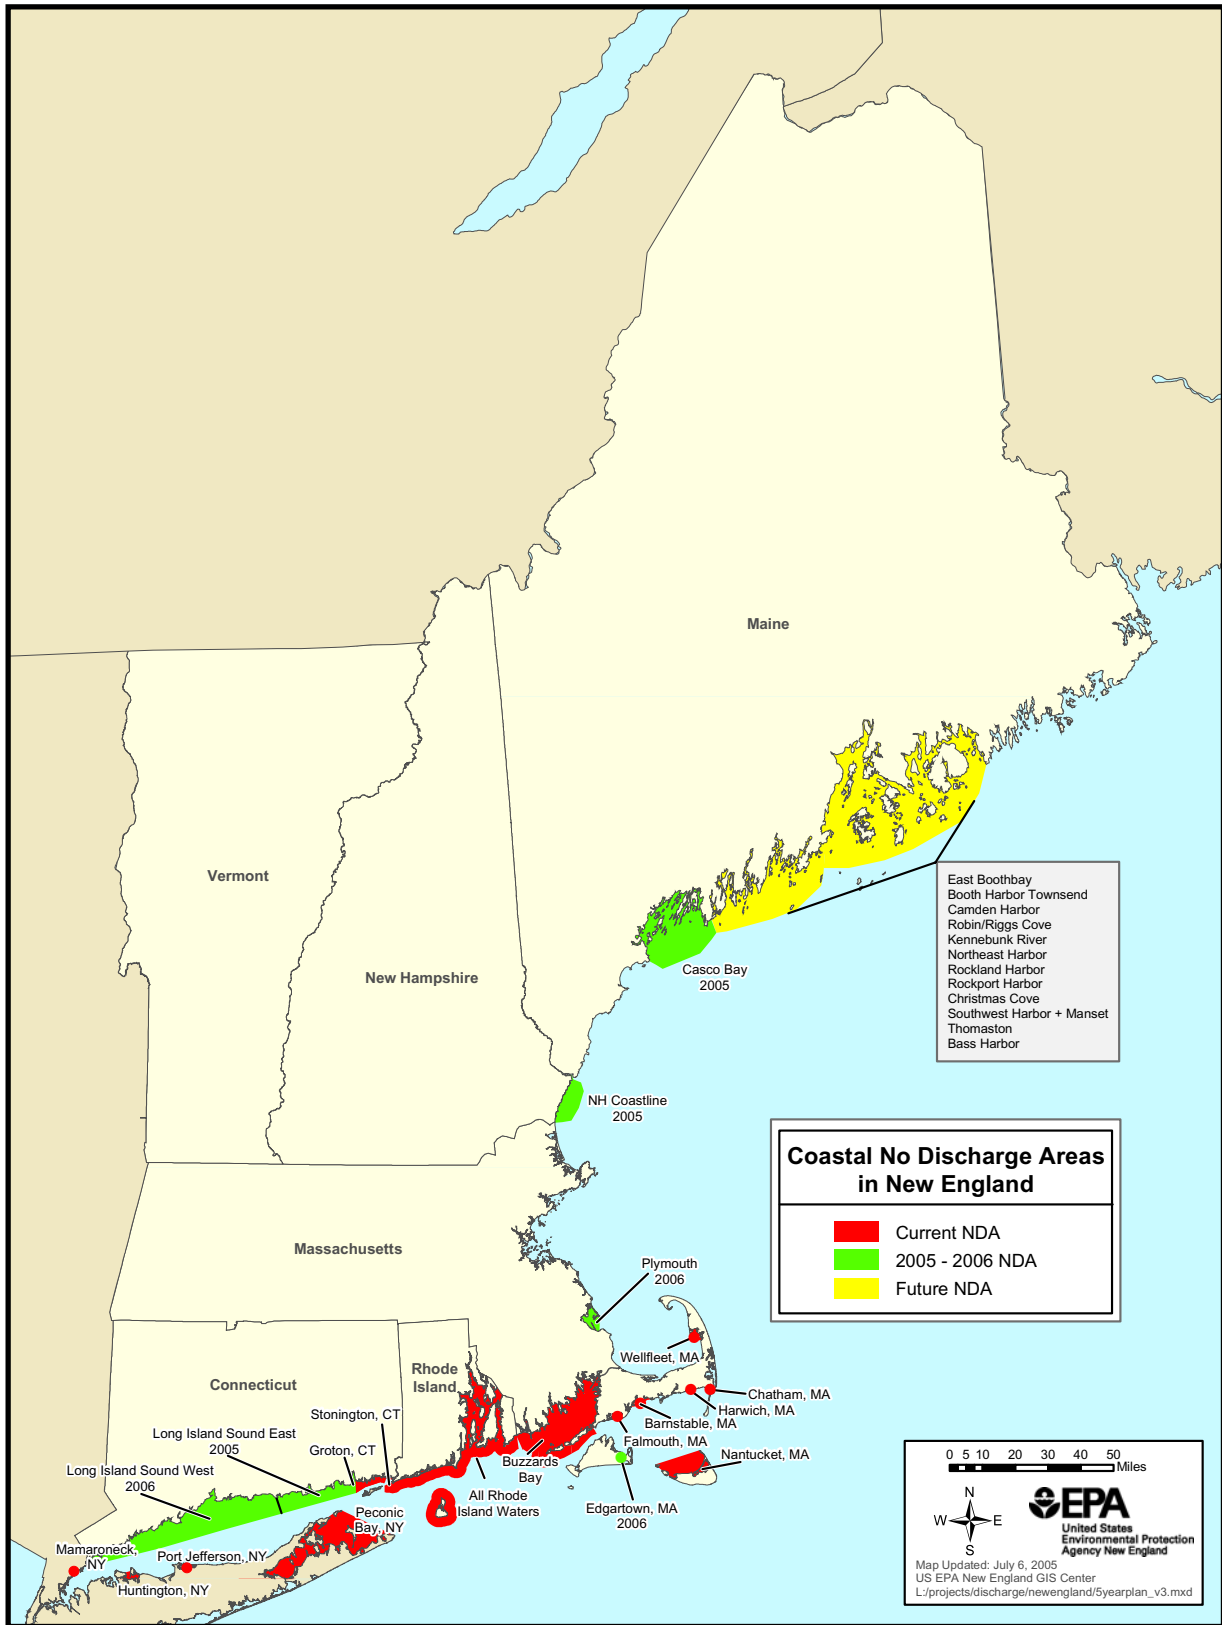 Maine
Vermont
New Hampshire
East Boothbay
Booth Harbor Townsend
Camden Harbor
Robin/Riggs Cove
Kennebunk River
Northeast Harbor
Rockland Harbor
Rockport Harbor
Christmas Cove
Southwest Harbor + Manset
Thomaston
Bass Harbor
Casco Bay
2005
NH Coastline
2005
Coastal No Discharge Areas
in New England
Current NDA
2005 - 2006 NDA
Future NDA
Massachusetts
Plymouth
2006
Wellfleet, MA
Rhode
Island
Connecticut
Chatham, MA
Harwich, MA
Barnstable, MA
Falmouth, MA
Nantucket, MA
Stonington, CT
Long Island Sound East
2005
Groton, CT
Long Island Sound West
2006
Buzzards
Bay
All Rhode
Island Waters
Edgartown, MA
2006
Peconic
Bay, NY
Mamaroneck,
NY
Port Jefferson, NY
Huntington, NY
0 5 10 20 30 40 50
Miles
N
W E
S
EPA
United States
Environmental Protection
Agency New England
Map Updated: July 6, 2005
US EPA New England GIS Center
L:/projects/discharge/newengland/5yearplan_v3.mxd